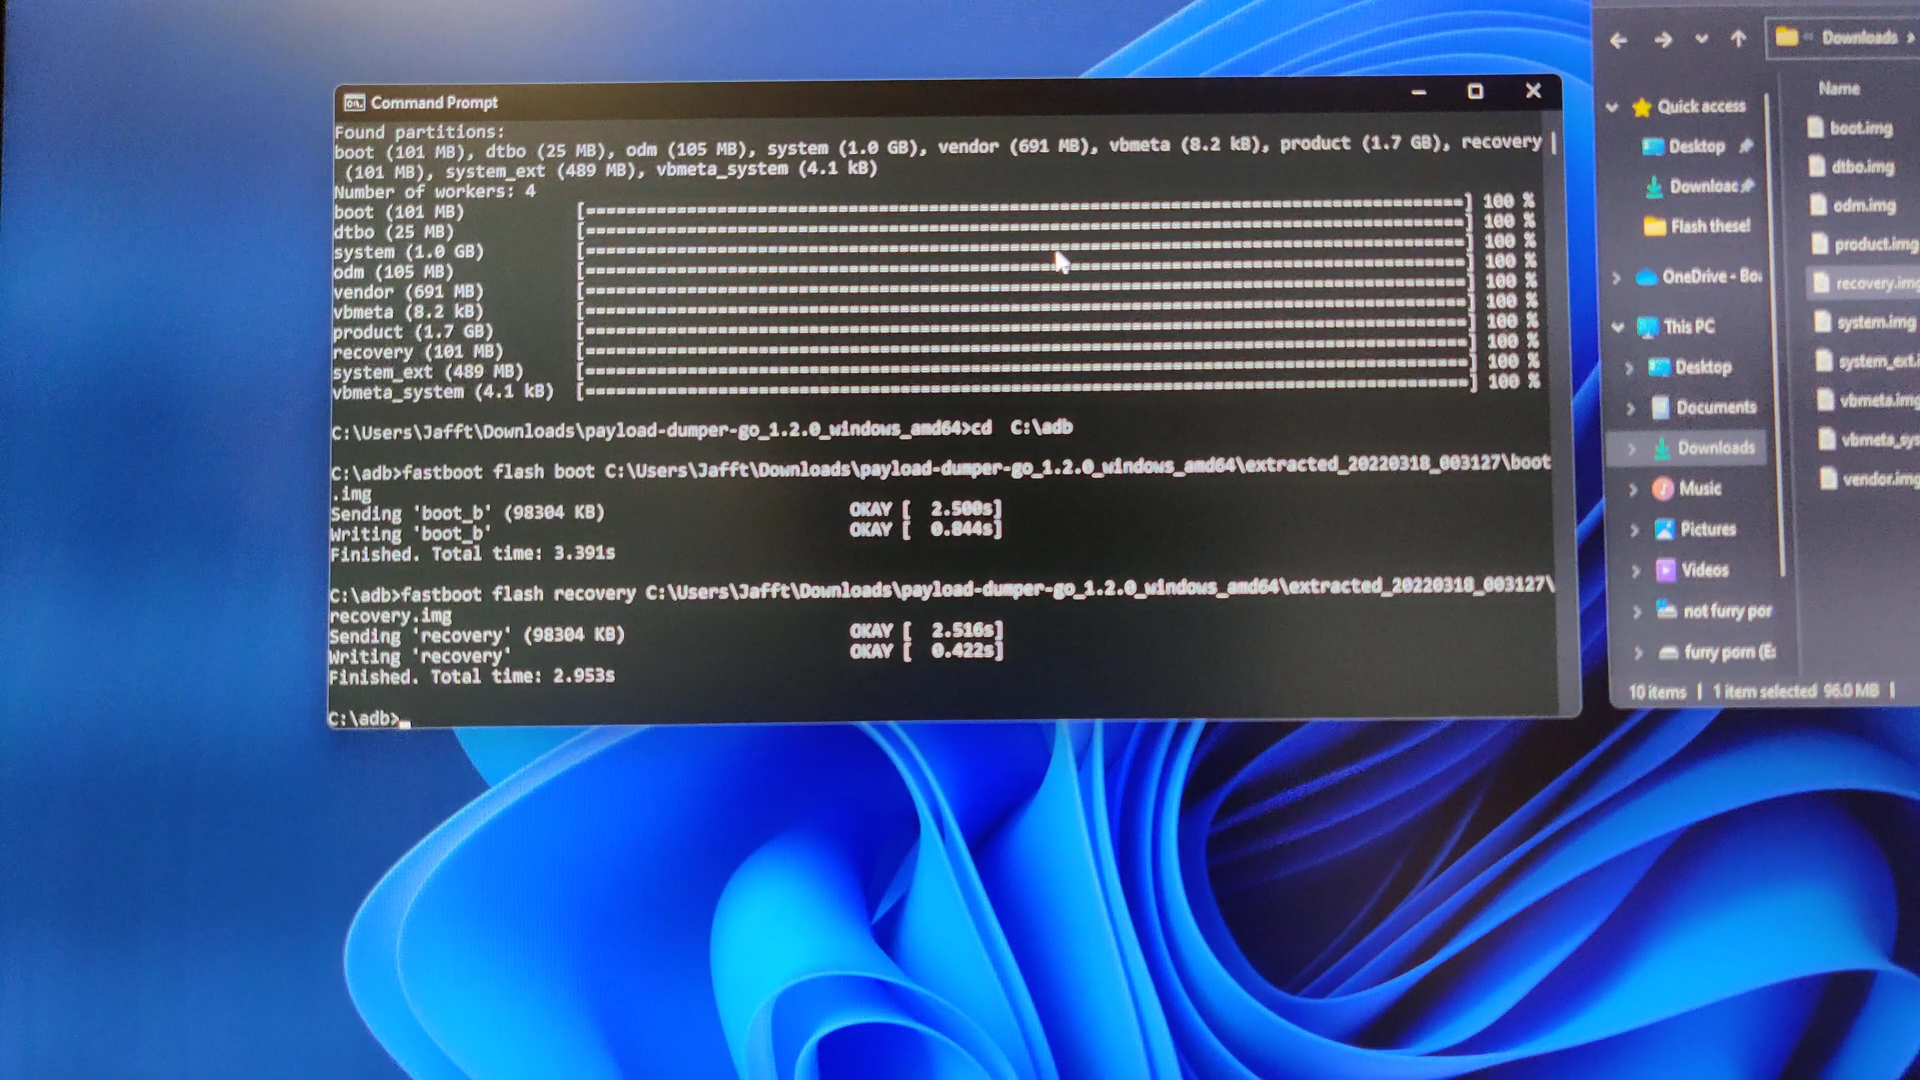 Command Prompt
Found partitions:
boot (101 MB), dtbo (25 MB), odm (105 MB), system (1.0 GB), vendor (691 MB), vbmeta (8.2 kB), product (1.7 GB), recovery
(101 MB), system_ext (489 MB), vbmeta_system (4.1 kB)
Number of workers: 4
boot (101 MB) [====================] 100 %
dtbo (25 MB) [====================] 100 %
system (1.0 GB) [====================] 100 %
odm (105 MB) [====================] 100 %
vendor (691 MB) [====================] 100 %
vbmeta (8.2 kB) [====================] 100 %
product (1.7 GB) [====================] 100 %
recovery (101 MB) [====================] 100 %
system_ext (489 MB) [====================] 100 %
vbmeta_system (4.1 kB) [====================] 100 %
C:\Users\Jafft\Downloads\payload-dumper-go_1.2.0_windows_amd64>cd  C:\adb
C:\adb>fastboot flash boot C:\Users\Jafft\Downloads\payload-dumper-go_1.2.0_windows_amd64\extracted_20220318_003127\boot
.img
Sending 'boot_b' (98304 KB) OKAY [  2.500s]
Writing 'boot_b' OKAY [  0.844s]
Finished. Total time: 3.391s
C:\adb>fastboot flash recovery C:\Users\Jafft\Downloads\payload-dumper-go_1.2.0_windows_amd64\extracted_20220318_003127\
recovery.img
Sending 'recovery' (98304 KB) OKAY [  2.516s]
Writing 'recovery' OKAY [  0.422s]
Finished. Total time: 2.953s
C:\adb>
Downloads
Quick access
Desktop
Downloac
Flash these!
OneDrive - Bo
This PC
Desktop
Documents
Downloads
Music
Pictures
Videos
not furry por
furry porn (E:
Name
boot.img
dtbo.img
odm.img
product.img
recovery.img
system.img
system_ext.i
vbmeta.img
vbmeta_sys
vendor.img
10 items | 1 item selected 96.0 MB |